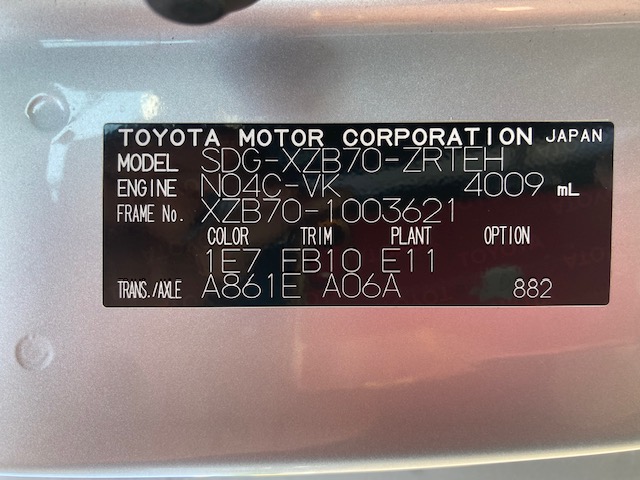 TOYOTA MOTOR CORPORATION JAPAN
MODEL SDG-XZB70-ZRTEH
ENGINE N04C-VK 4009 mL
FRAME No. XZB70-1003621
COLOR TRIM PLANT OPTION
1E7 FB10 E11
TRANS./AXLE A861E A06A 882